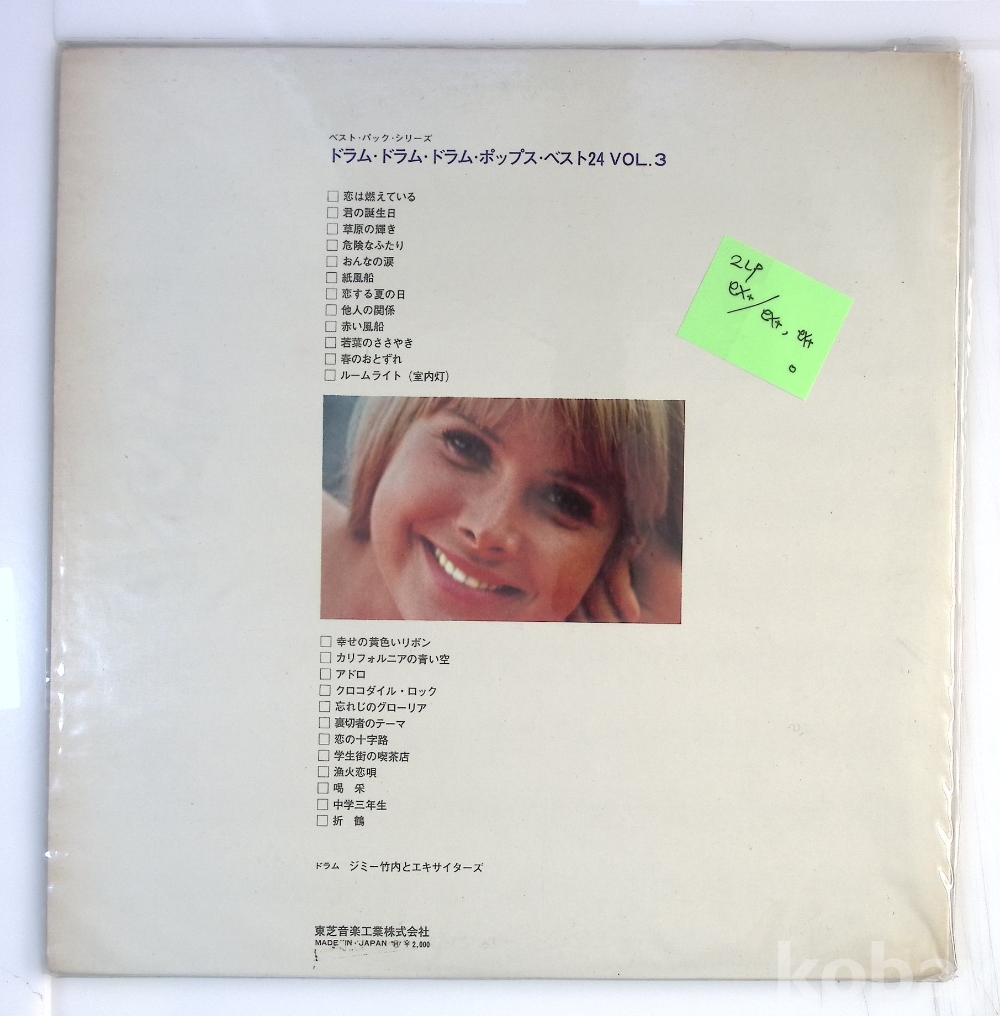 ベスト・パック・シリーズ
ドラム・ドラム・ドラム・ポップス・ベスト24 VOL.3
□ 恋は燃えている
□ 君の誕生日
□ 草原の輝き
□ 危険なふたり
□ おんなの涙
□ 紙風船
□ 恋する夏の日
□ 他人の関係
□ 赤い風船
□ 若葉のささやき
□ 春のおとずれ
□ ルームライト（室内灯）
2LP
ex+/ex+, ex+
□ 幸せの黄色いリボン
□ カリフォルニアの青い空
□ アドロ
□ クロコダイル・ロック
□ 忘れじのグローリア
□ 裏切者のテーマ
□ 恋の十字路
□ 学生街の喫茶店
□ 漁火恋唄
□ 喝　采
□ 中学三年生
□ 折　鶴
ドラム　ジミー竹内とエキサイターズ
東芝音楽工業株式会社
MADE IN JAPAN ¥2,000
koba